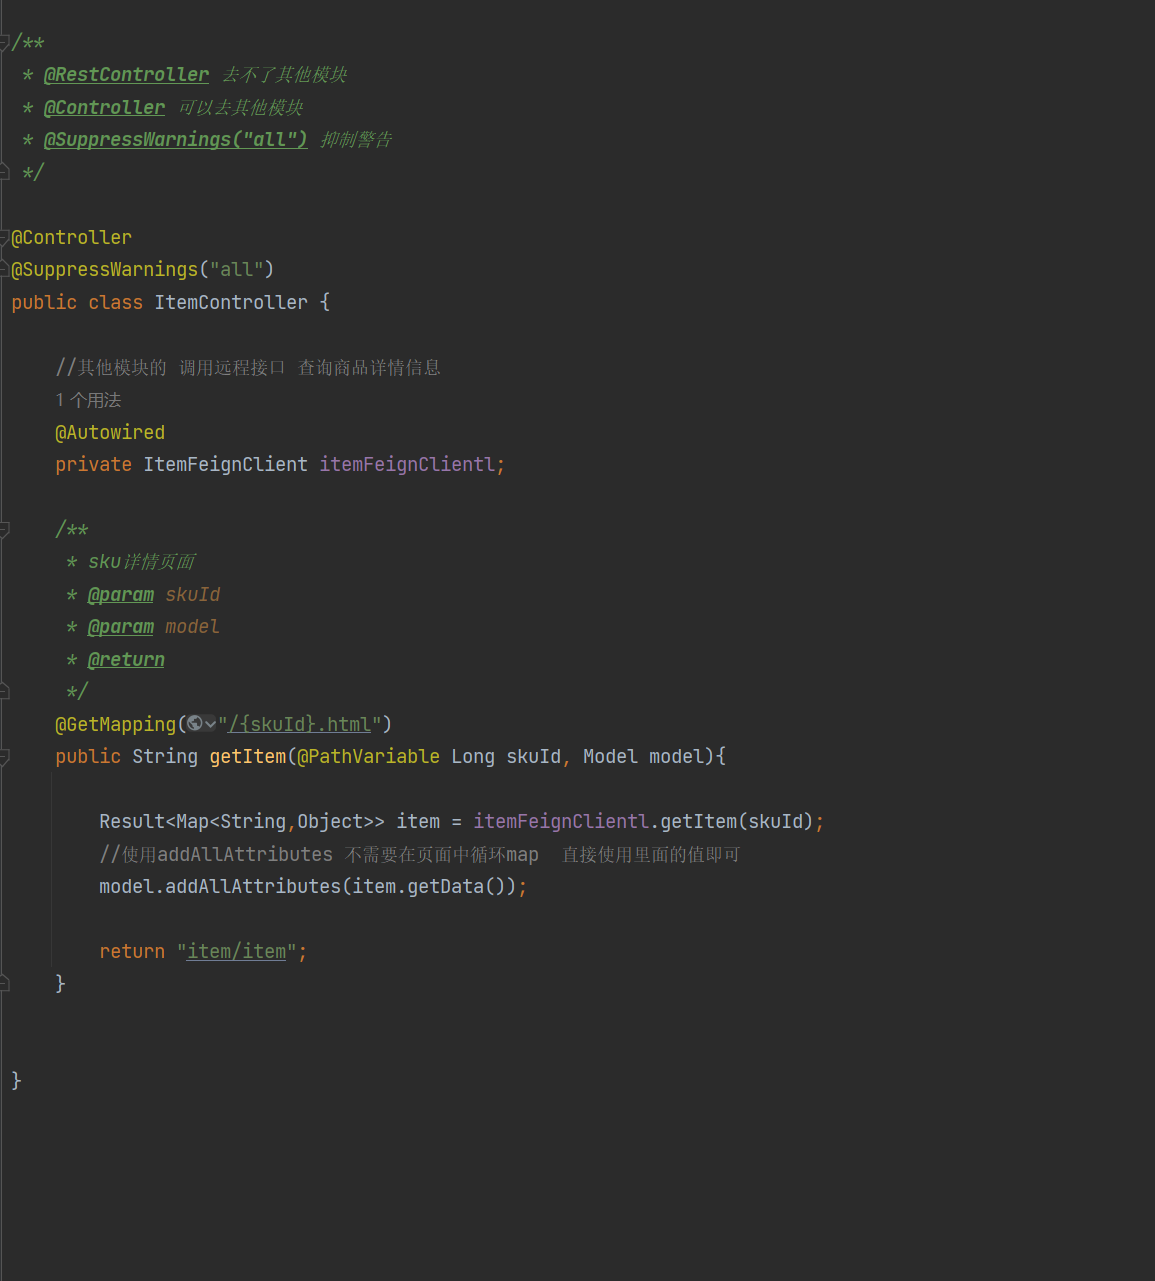 /**
 * @RestController 去不了其他模块
 * @Controller 可以去其他模块
 * @SuppressWarnings("all") 抑制警告
 */
@Controller
@SuppressWarnings("all")
public class ItemController {
//其他模块的 调用远程接口 查询商品详情信息
1 个用法
@Autowired
private ItemFeignClient itemFeignClientl;
/**
 * sku详情页面
 * @param skuId
 * @param model
 * @return
 */
@GetMapping("/{skuId}.html")
public String getItem(@PathVariable Long skuId, Model model){
Result<Map<String,Object>> item = itemFeignClientl.getItem(skuId);
//使用addAllAttributes 不需要在页面中循环map  直接使用里面的值即可
model.addAllAttributes(item.getData());
return "item/item";
}
}